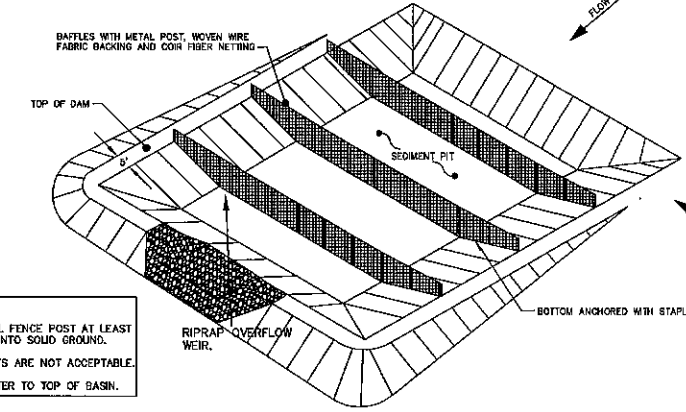 FLOW
BAFFLES WITH METAL POST, WOVEN WIRE
FABRIC BACKING AND COIR FIBER NETTING
TOP OF DAM
SEDIMENT PIT
BOTTOM ANCHORED WITH STAPL
RIPRAP OVERFLOW
WEIR.
L FENCE POST AT LEAST
INTO SOLID GROUND.
S ARE NOT ACCEPTABLE.
ER TO TOP OF BASIN.